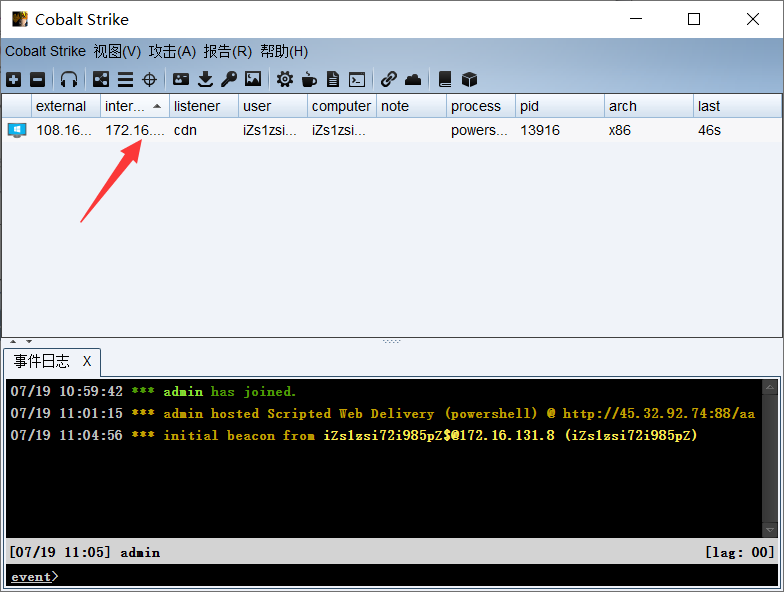 Cobalt Strike
Cobalt Strike 视图(V) 攻击(A) 报告(R) 帮助(H)
external inter... listener user computer note process pid arch last
108.16... 172.16.... cdn iZs1zsi... iZs1zsi... powers... 13916 x86 46s
事件日志 X
07/19 10:59:42 *** admin has joined.
07/19 11:01:15 *** admin hosted Scripted Web Delivery (powershell) @ http://45.32.92.74:88/aa
07/19 11:04:56 *** initial beacon from iZs1zsi72i985pZ$@172.16.131.8 (iZs1zsi72i985pZ)
[07/19 11:05] admin [lag: 00]
event>